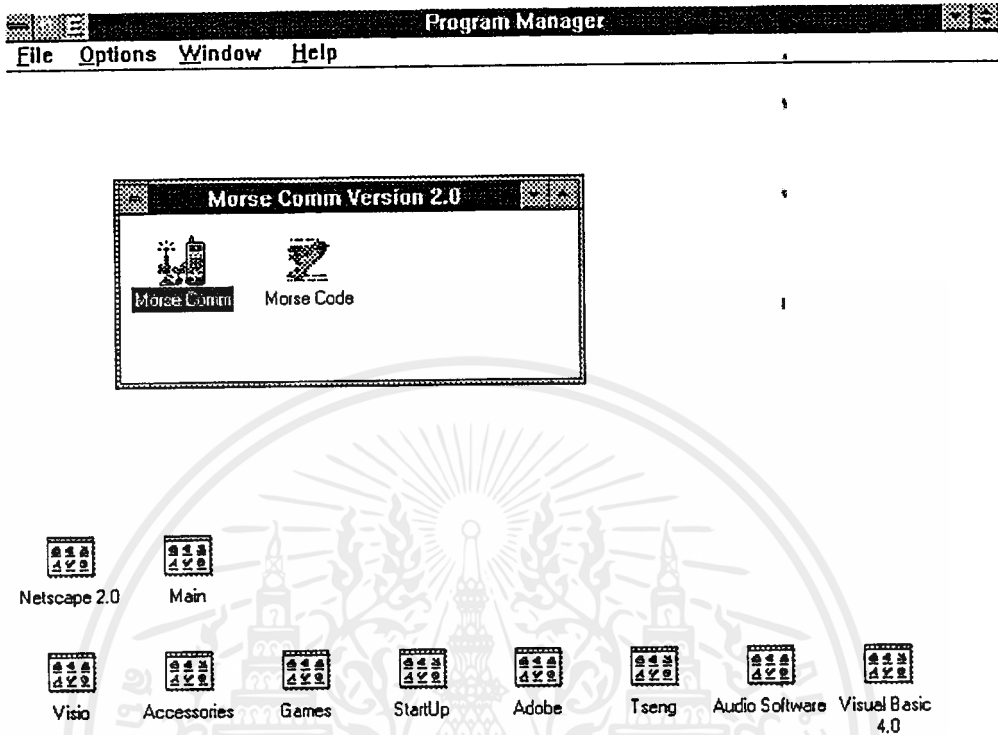 Program Manager
File Options Window Help
Morse Comm Version 2.0
Morse Comm Morse Code
Netscape 2.0 Main
Visio Accessories Games StartUp Adobe Tseng Audio Software Visual Basic
4.0